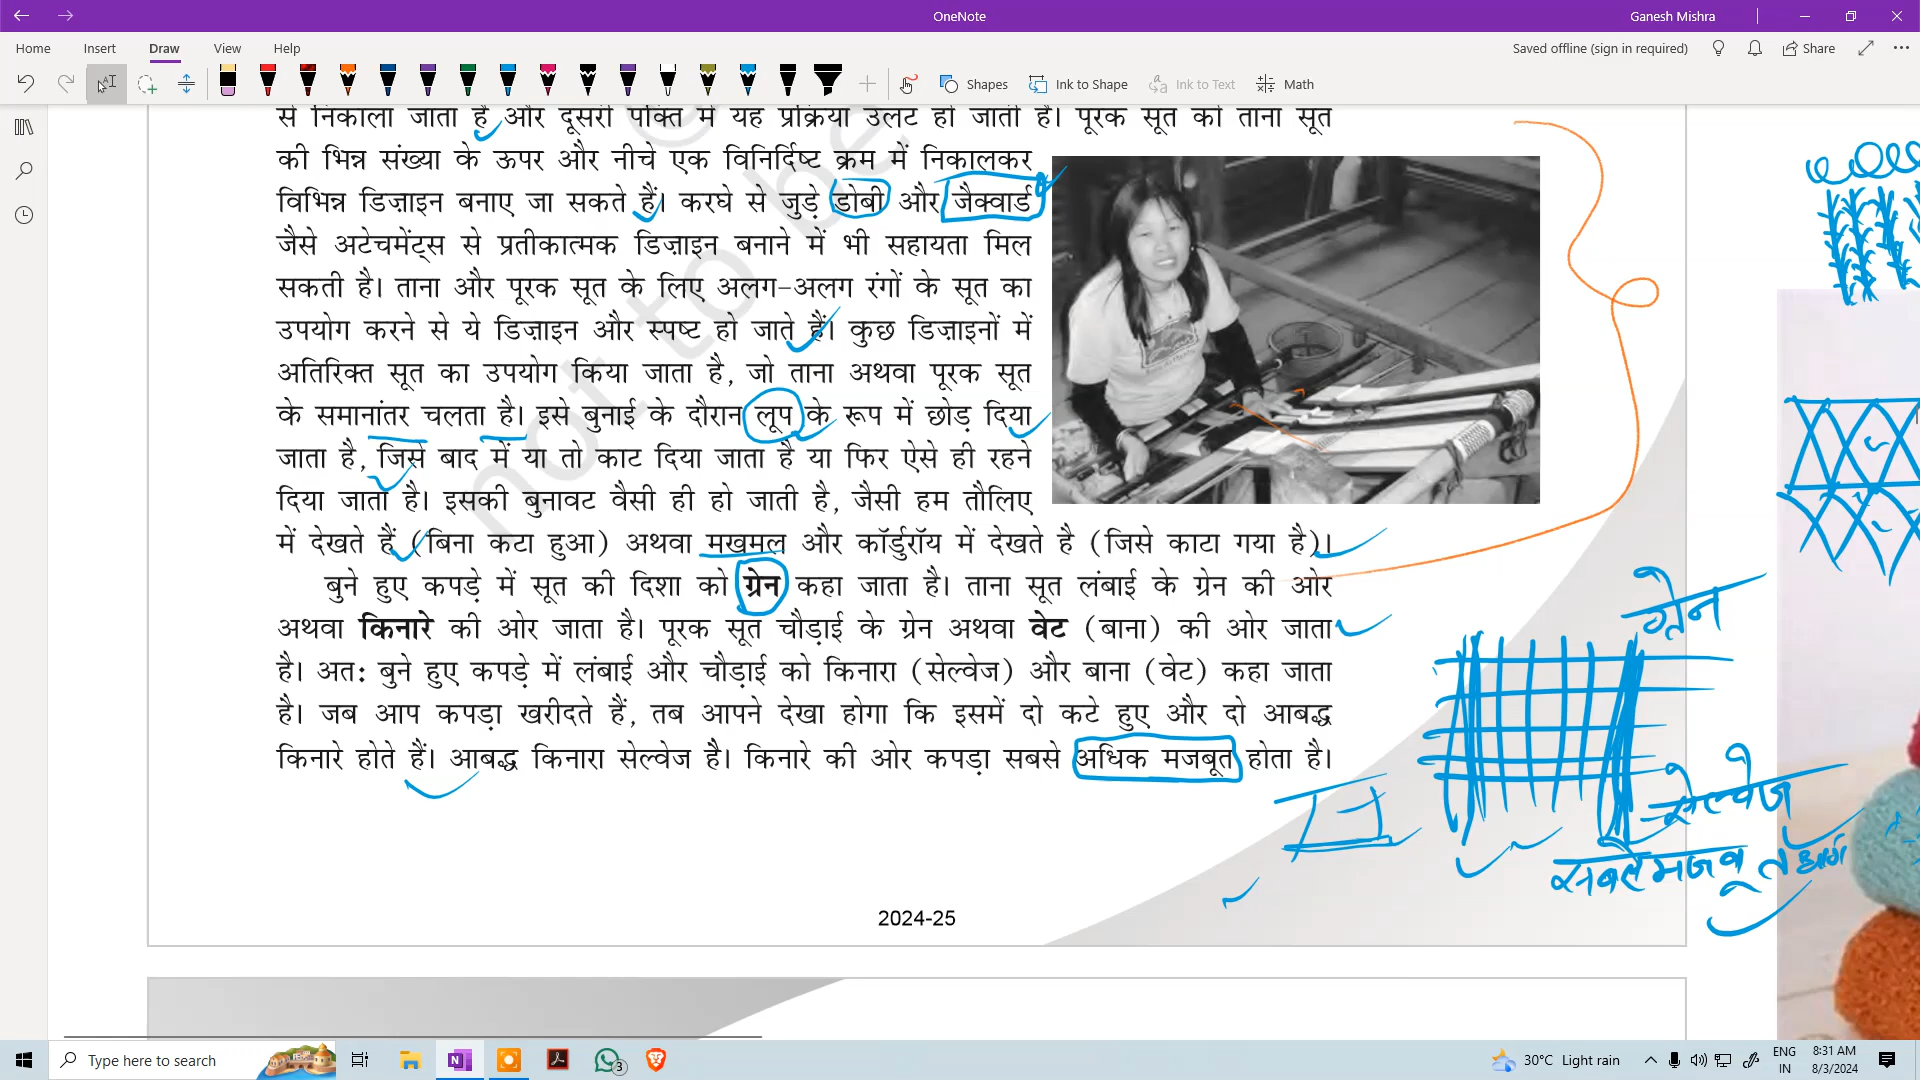 OneNote
Ganesh Mishra
Home Insert Draw View Help
Saved offline (sign in required) Share
Shapes Ink to Shape Ink to Text Math
से निकाला जाता है और दूसरी पंक्ति में यह प्रक्रिया उलट हो जाती है। पूरक सूत को ताना सूत
की भिन्न संख्या के ऊपर और नीचे एक विनिर्दिष्ट क्रम में निकालकर
विभिन्न डिज़ाइन बनाए जा सकते हैं। करघे से जुड़े डोबी और जैक्वार्ड
जैसे अटेचमेंट्स से प्रतीकात्मक डिज़ाइन बनाने में भी सहायता मिल
सकती है। ताना और पूरक सूत के लिए अलग-अलग रंगों के सूत का
उपयोग करने से ये डिज़ाइन और स्पष्ट हो जाते हैं। कुछ डिज़ाइनों में
अतिरिक्त सूत का उपयोग किया जाता है, जो ताना अथवा पूरक सूत
के समानांतर चलता है। इसे बुनाई के दौरान लूप के रूप में छोड़ दिया
जाता है, जिसे बाद में या तो काट दिया जाता है या फिर ऐसे ही रहने
दिया जाता है। इसकी बुनावट वैसी ही हो जाती है, जैसी हम तौलिए
में देखते हैं (बिना कटा हुआ) अथवा मखमल और कॉर्डुरॉय में देखते है (जिसे काटा गया है)।
बुने हुए कपड़े में सूत की दिशा को ग्रेन कहा जाता है। ताना सूत लंबाई के ग्रेन की ओर
अथवा किनारे की ओर जाता है। पूरक सूत चौड़ाई के ग्रेन अथवा वेट (बाना) की ओर जाता
है। अत: बुने हुए कपड़े में लंबाई और चौड़ाई को किनारा (सेल्वेज) और बाना (वेट) कहा जाता
है। जब आप कपड़ा खरीदते हैं, तब आपने देखा होगा कि इसमें दो कटे हुए और दो आबद्ध
किनारे होते हैं। आबद्ध किनारा सेल्वेज है। किनारे की ओर कपड़ा सबसे अधिक मजबूत होता है।
not to be
ग्रेन
सेल्वेज
सबसे मजबूत
2024-25
Type here to search
3
30°C Light rain
ENG
IN
8:31 AM
8/3/2024